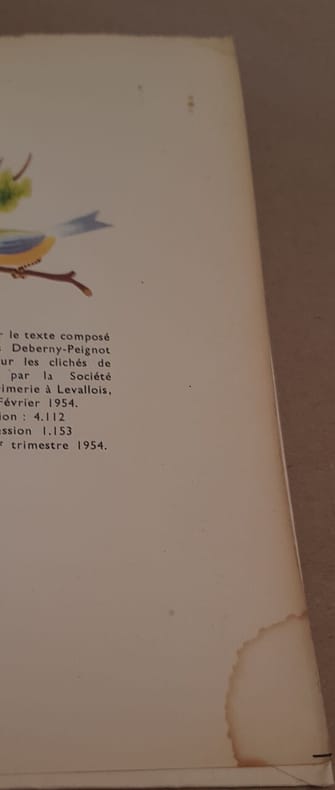 r le texte composé
Deberny-Peignot
ur les clichés de
par la Société
rimerie à Levallois,
Février 1954.
ion : 4.112
ession 1.153
r trimestre 1954.